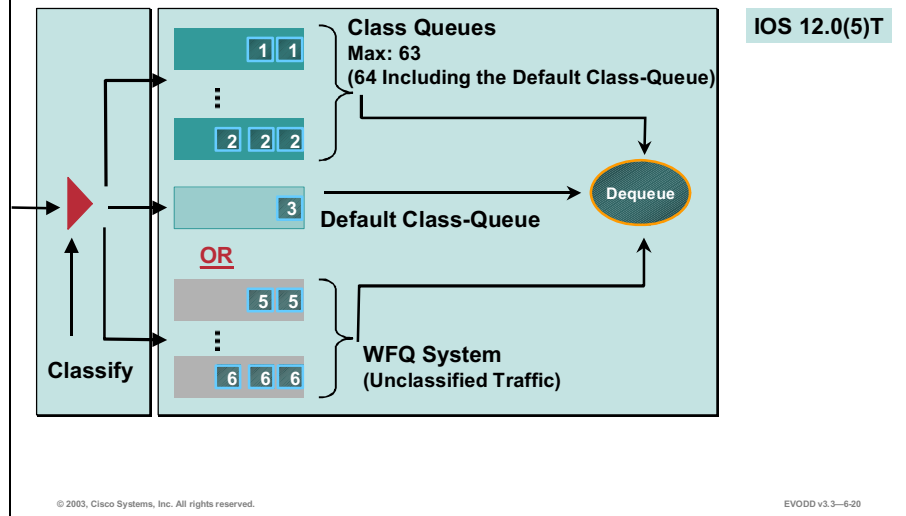 IOS 12.0(5)T
Class Queues
Max: 63
(64 Including the Default Class-Queue)
1 1
2 2 2
Dequeue
3
Default Class-Queue
OR
5 5
WFQ System
(Unclassified Traffic)
6 6 6
Classify
© 2003, Cisco Systems, Inc. All rights reserved.
EVODD v3.3—6-20